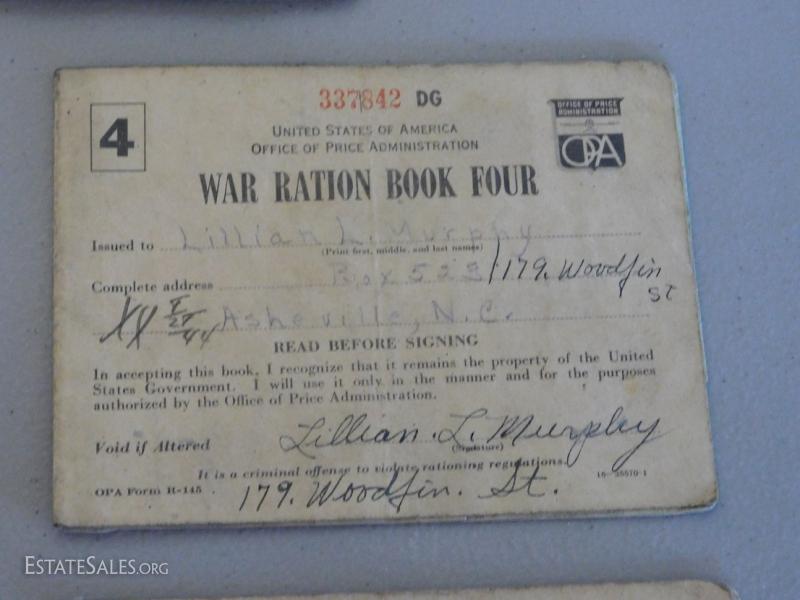 337842 DG
4
OFFICE OF PRICE
ADMINISTRATION
OPA
UNITED STATES OF AMERICA
OFFICE OF PRICE ADMINISTRATION
WAR RATION BOOK FOUR
Issued to Lillian L. Murphy
(Print first, middle, and last names)
Complete address Box 523/179. Woodfin
ST
Asheville, N.C.
READ BEFORE SIGNING
In accepting this book, I recognize that it remains the property of the United
States Government. I will use it only in the manner and for the purposes
authorized by the Office of Price Administration.
Void if Altered Lillian. L. Murphy
(Signature)
It is a criminal offense to violate rationing regulations.
OPA Form R-145 179. Woodfin. St.
16-35570-1
ESTATESALES.ORG